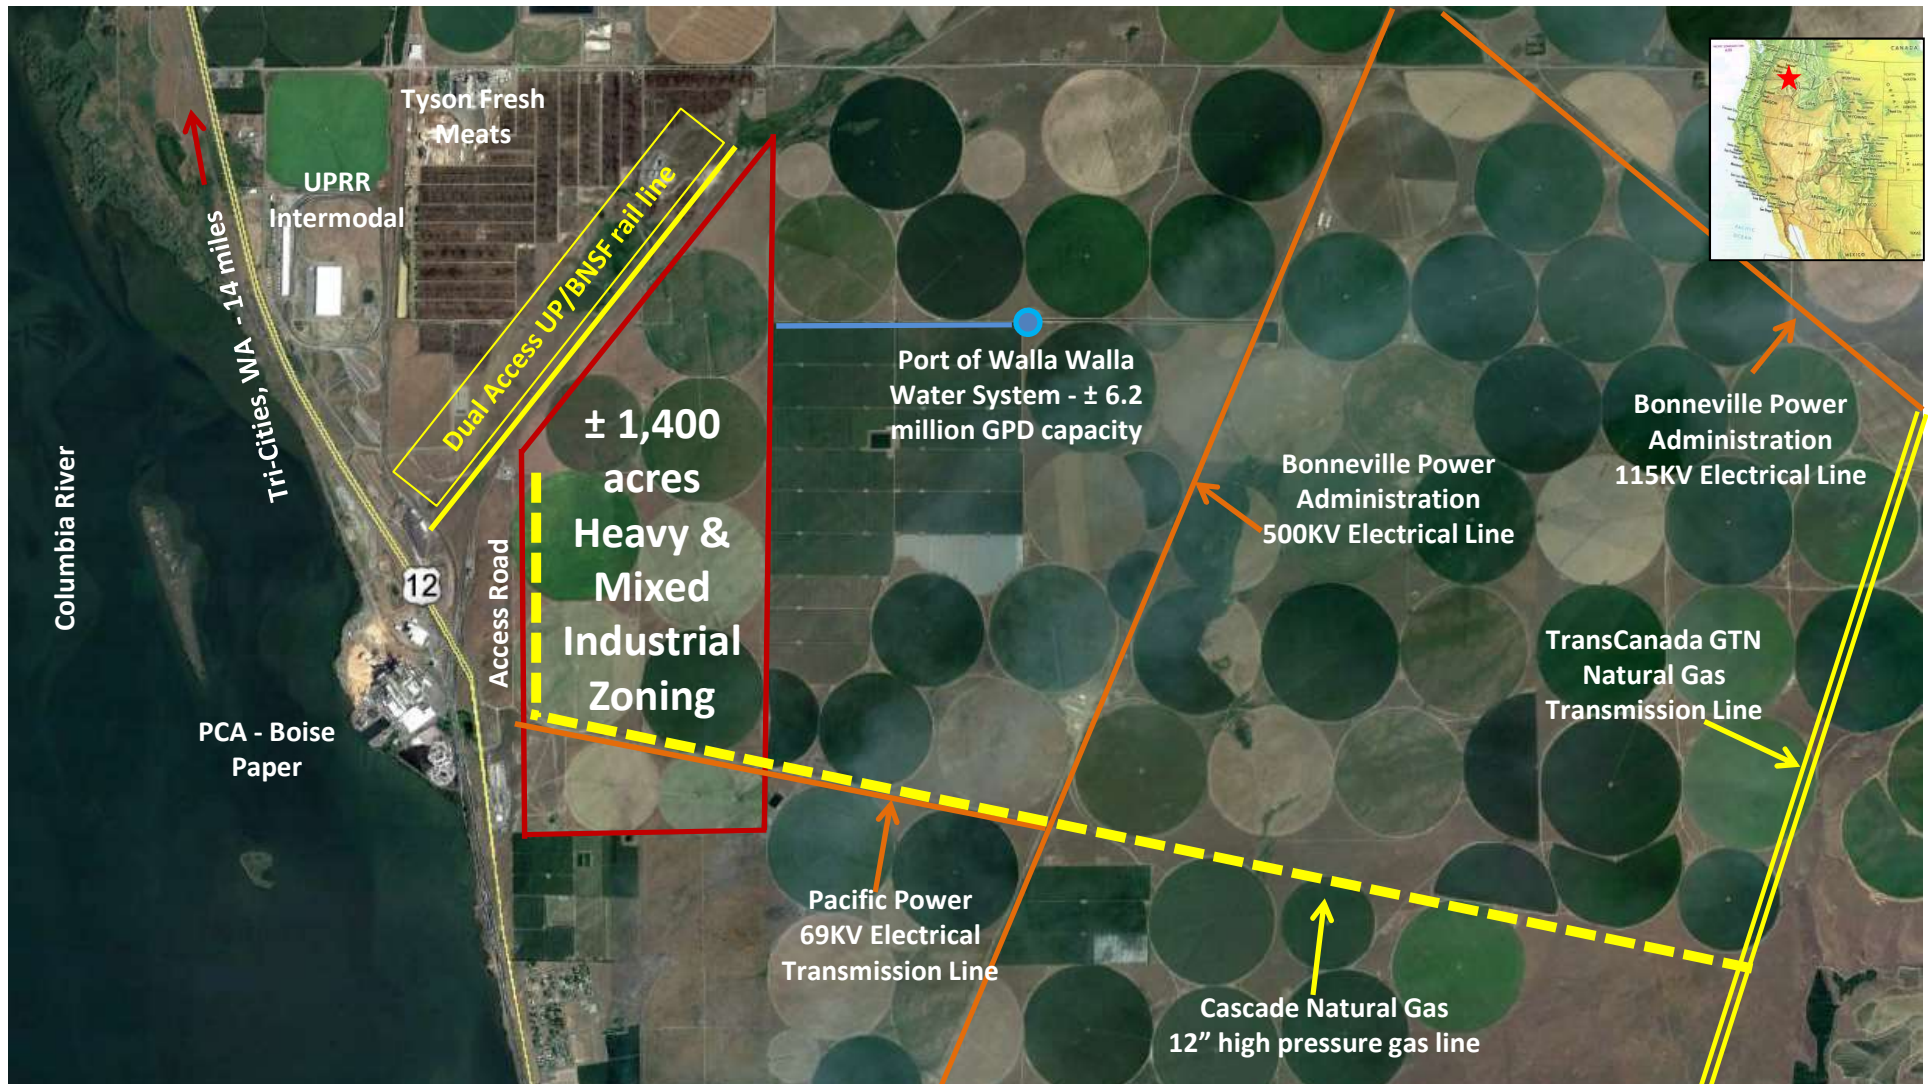 Tyson Fresh
Meats
UPRR
Intermodal
Tri-Cities, WA - 14 miles
Dual Access UP/BNSF rail line
± 1,400
acres
Heavy &
Mixed
Industrial
Zoning
Port of Walla Walla
Water System - ± 6.2
million GPD capacity
Bonneville Power
Administration
500KV Electrical Line
Bonneville Power
Administration
115KV Electrical Line
Columbia River
12
Access Road
PCA - Boise
Paper
TransCanada GTN
Natural Gas
Transmission Line
Pacific Power
69KV Electrical
Transmission Line
Cascade Natural Gas
12” high pressure gas line
CANADA
MEXICO